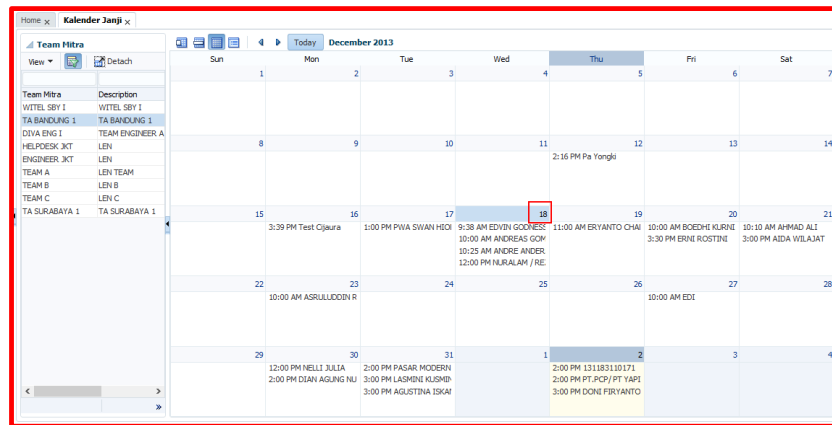 Home x Kalender Janji x
Team Mitra
View Detach
Team Mitra Description
WITEL SBY I WITEL SBY I
TA BANDUNG 1 TA BANDUNG 1
DIVA ENG I TEAM ENGINEER A
HELPDESK JKT LEN
ENGINEER JKT LEN
TEAM A LEN TEAM
TEAM B LEN B
TEAM C LEN C
TA SURABAYA 1 TA SURABAYA 1
Today December 2013
Sun Mon Tue Wed Thu Fri Sat
1 2 3 4 5 6 7
8 9 10 11 12 13 14
2:16 PM Pa Yongki
15 16 17 18 19 20 21
3:39 PM Test Cijaura 1:00 PM PWA SWAN 9:38 AM EDVIN GODNESS 11:00 AM ERYANTO CHAI 10:00 AM BOEDHI KURNI 10:10 AM AHMAD ALI
10:00 AM ANDREAS GOM 3:30 PM ERNI ROSTINI 3:00 PM AIDA WILAJAT
10:25 AM ANDRE ANDER
12:00 PM NURALAM / RE
22 23 24 25 26 27 28
10:00 AM ASRULUDDIN R 10:00 AM EDI
29 30 31 1 2 3 4
12:00 PM NELLI JULIA 2:00 PM PASAR MODERN 2:00 PM 131183110171
2:00 PM DIAN AGUNG NU 3:00 PM LASMINI KUSMIN 2:00 PM PT.PCP/ PT YAPI
3:00 PM AGUSTINA ISKAN 3:00 PM DONI FIRYANTO